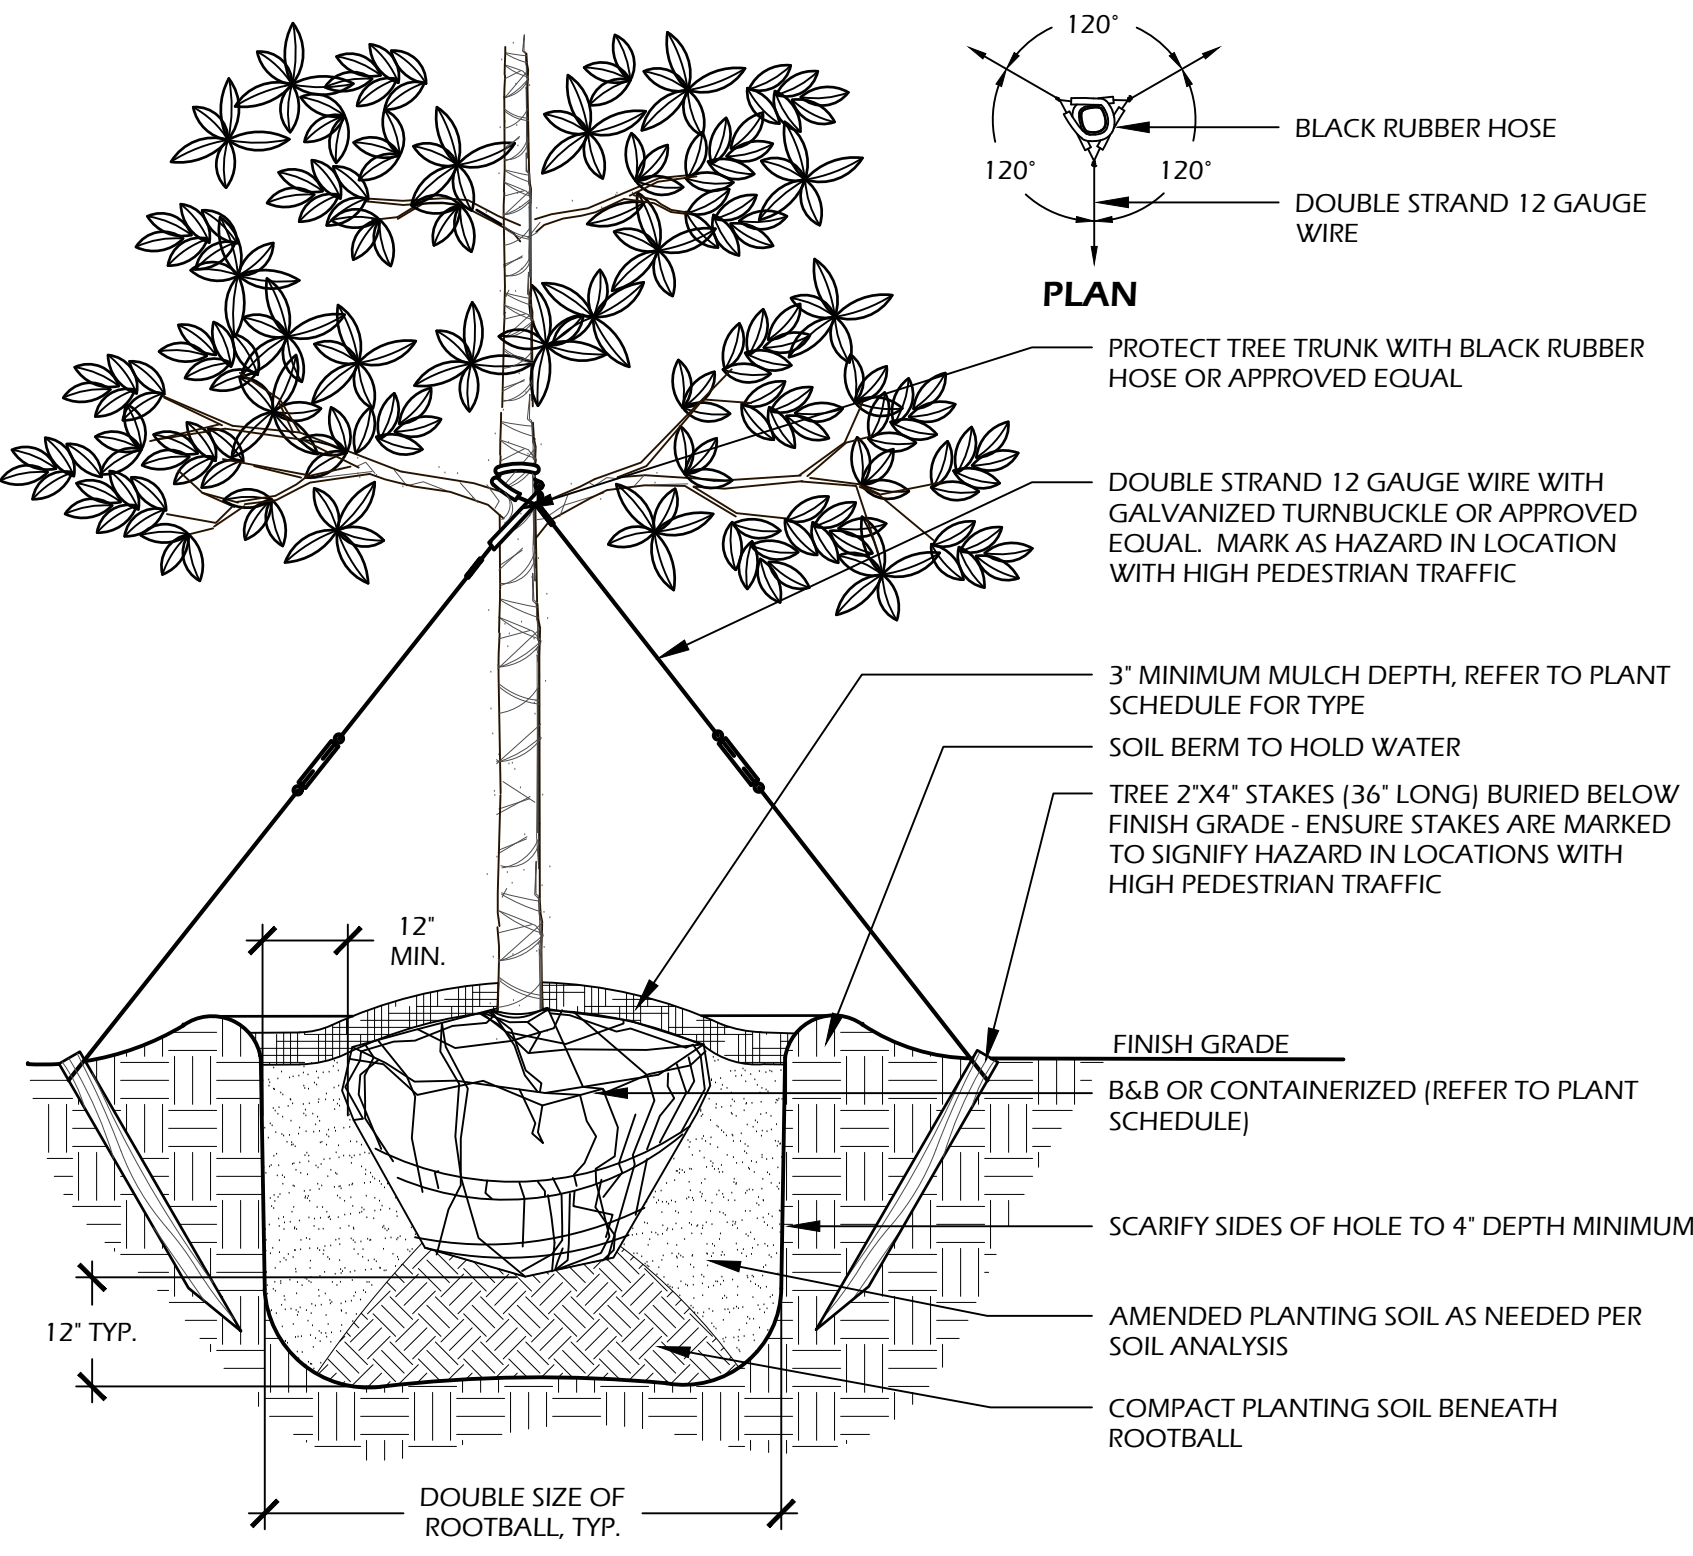 120°
BLACK RUBBER HOSE
120°
120°
DOUBLE STRAND 12 GAUGE
WIRE
PLAN
PROTECT TREE TRUNK WITH BLACK RUBBER
HOSE OR APPROVED EQUAL
DOUBLE STRAND 12 GAUGE WIRE WITH
GALVANIZED TURNBUCKLE OR APPROVED
EQUAL.  MARK AS HAZARD IN LOCATION
WITH HIGH PEDESTRIAN TRAFFIC
3" MINIMUM MULCH DEPTH, REFER TO PLANT
SCHEDULE FOR TYPE
SOIL BERM TO HOLD WATER
TREE 2"X4" STAKES (36" LONG) BURIED BELOW
FINISH GRADE - ENSURE STAKES ARE MARKED
TO SIGNIFY HAZARD IN LOCATIONS WITH
HIGH PEDESTRIAN TRAFFIC
12"
MIN.
FINISH GRADE
B&B OR CONTAINERIZED (REFER TO PLANT
SCHEDULE)
SCARIFY SIDES OF HOLE TO 4" DEPTH MINIMUM
12" TYP.
AMENDED PLANTING SOIL AS NEEDED PER
SOIL ANALYSIS
COMPACT PLANTING SOIL BENEATH
ROOTBALL
DOUBLE SIZE OF
ROOTBALL, TYP.